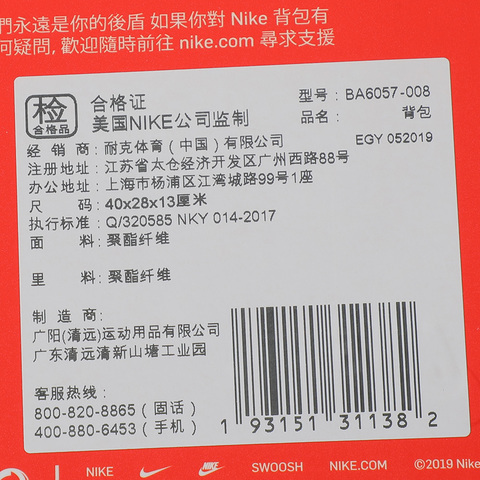 們永遠是你的後盾 如果你對 Nike 背包有
可疑問, 歡迎隨時前往 nike.com 尋求支援
检
合格品
合格证
美国NIKE公司监制
型号: BA6057-008
品名: 背包
经销商: 耐克体育(中国)有限公司
EGY 052019
注册地址: 江苏省太仓经济开发区广州西路88号
办公地址: 上海市杨浦区江湾城路99号1座
尺码: 40x28x13厘米
执行标准: Q/320585 NKY 014-2017
面料: 聚酯纤维
里料: 聚酯纤维
制造商:
广阳(清远)运动用品有限公司
广东清远清新山塘工业园
客服热线:
800-820-8865(固话)
400-880-6453(手机)
1 93151 31138 2
NIKE SWOOSH NIKE.COM ©2019 Nike